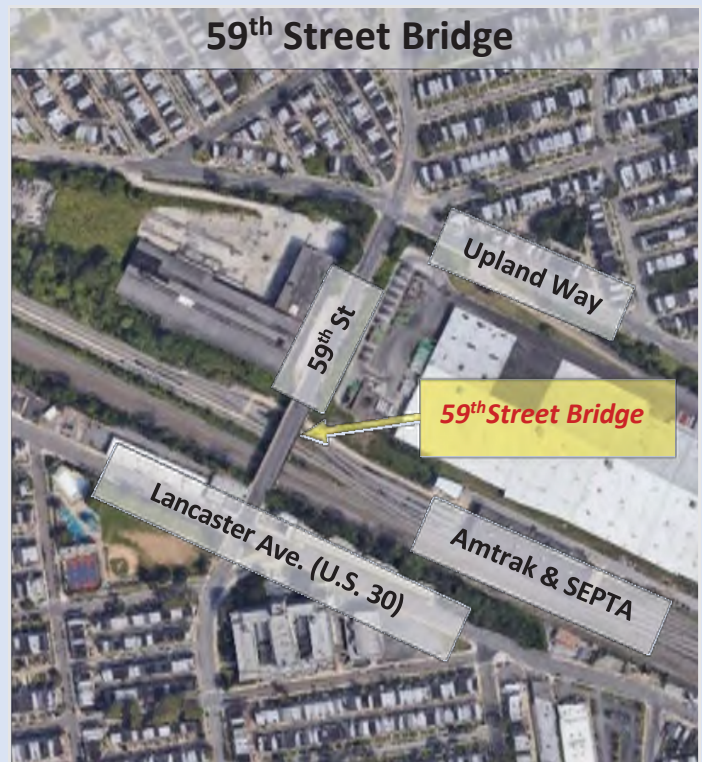 59th Street Bridge
Upland Way
59th St
59thStreet Bridge
Lancaster Ave. (U.S. 30)
Amtrak & SEPTA